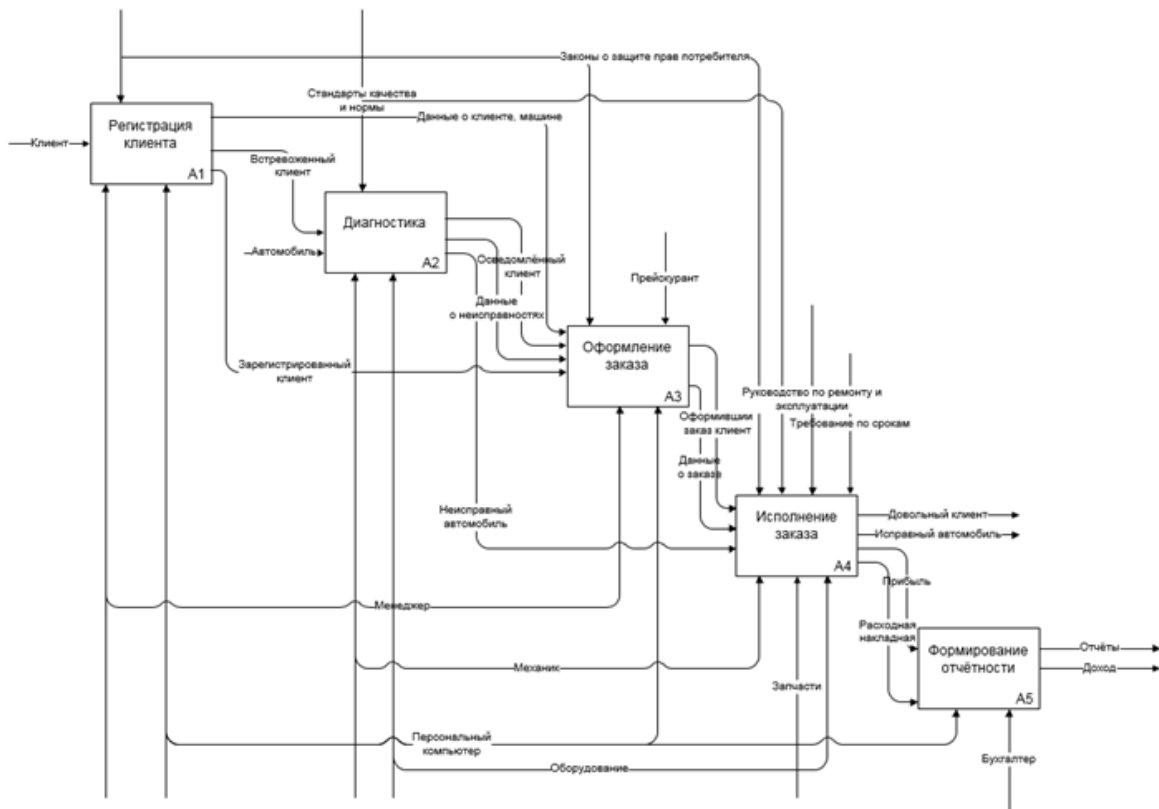 Законы о защите прав потребителя
Стандарты качества
и нормы
Данные о клиенте, машине
Регистрация
клиента
A1
Клиент
Встревоженный
клиент
Диагностика
A2
Автомобиль
Осведомлённый
клиент
Прейскурант
Данные
о неисправностях
Оформление
заказа
A3
Зарегистрированный
клиент
Руководство по ремонту и
эксплуатации
Требование по срокам
Оформивший
заказ клиент
Данные
о заказе
Неисправный
автомобиль
Исполнение
заказа
A4
Довольный клиент
Исправный автомобиль
Прибыль
Менеджер
Расходная
накладная
Формирование
отчётности
A5
Отчёты
Доход
Механик
Запчасти
Персональный
компьютер
Оборудование
Бухгалтер